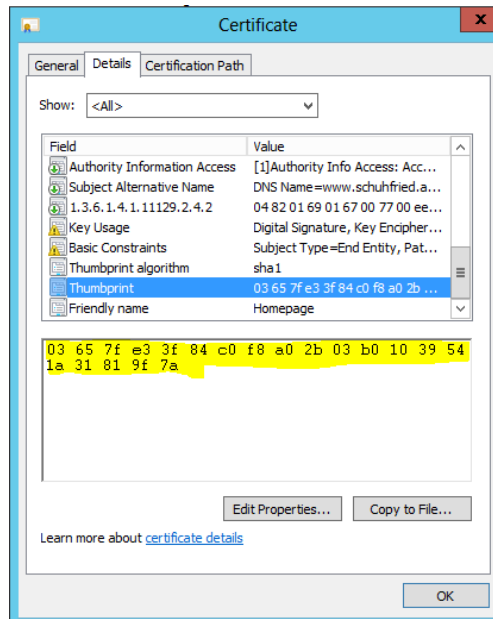 Certificate
x
General Details Certification Path
Show: <All>
Field Value
Authority Information Access [1]Authority Info Access: Acc...
Subject Alternative Name DNS Name=www.schuhfried.a...
1.3.6.1.4.1.11129.2.4.2 04 82 01 69 01 67 00 77 00 ee...
Key Usage Digital Signature, Key Encipher...
Basic Constraints Subject Type=End Entity, Pat...
Thumbprint algorithm sha1
Thumbprint 03 65 7f e3 3f 84 c0 f8 a0 2b ...
Friendly name Homepage
03 65 7f e3 3f 84 c0 f8 a0 2b 03 b0 10 39 54
1a 31 81 9f 7a
Edit Properties... Copy to File...
Learn more about certificate details
OK